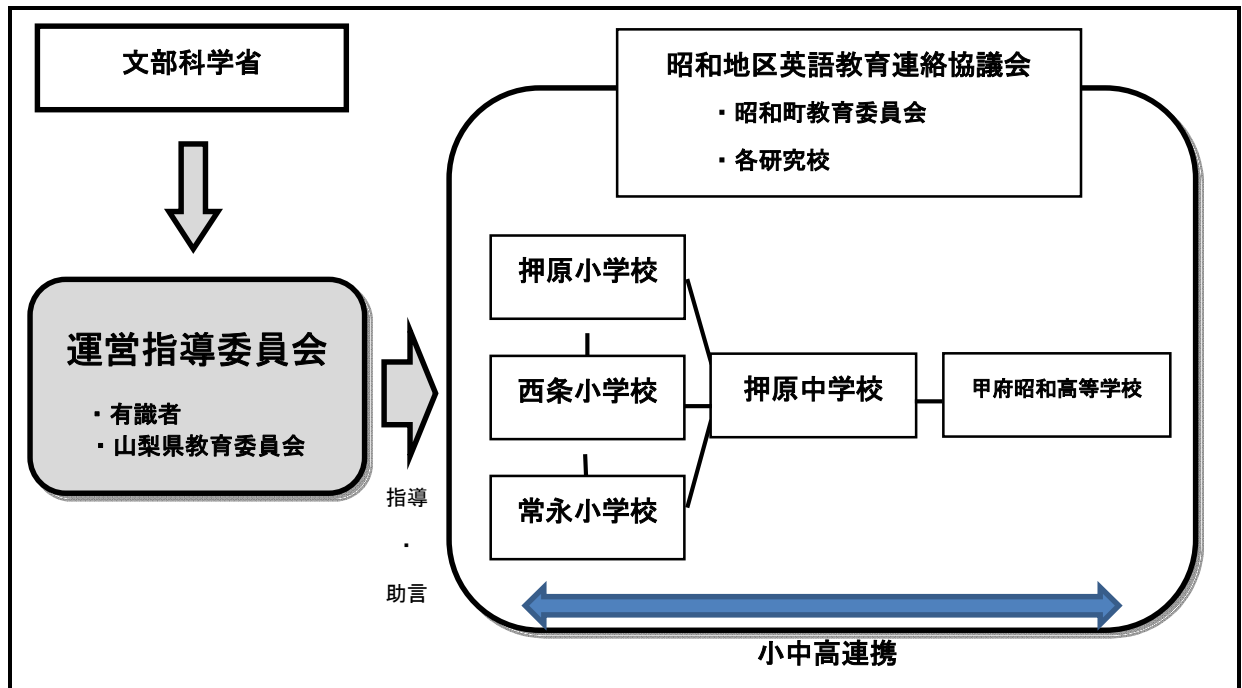 文部科学省
運営指導委員会
・有識者
・山梨県教育委員会
指導
・
助言
昭和地区英語教育連絡協議会
・昭和町教育委員会
・各研究校
押原小学校
西条小学校
常永小学校
押原中学校
甲府昭和高等学校
小中高連携